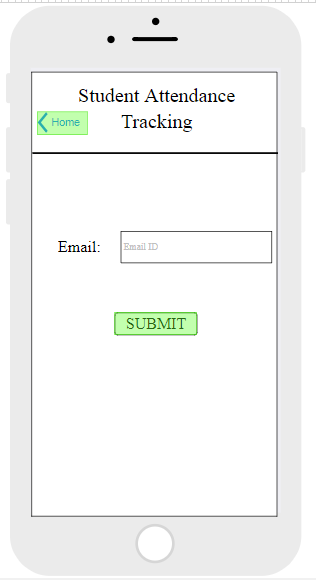 Student Attendance
Home
Tracking
Email:
Email ID
SUBMIT